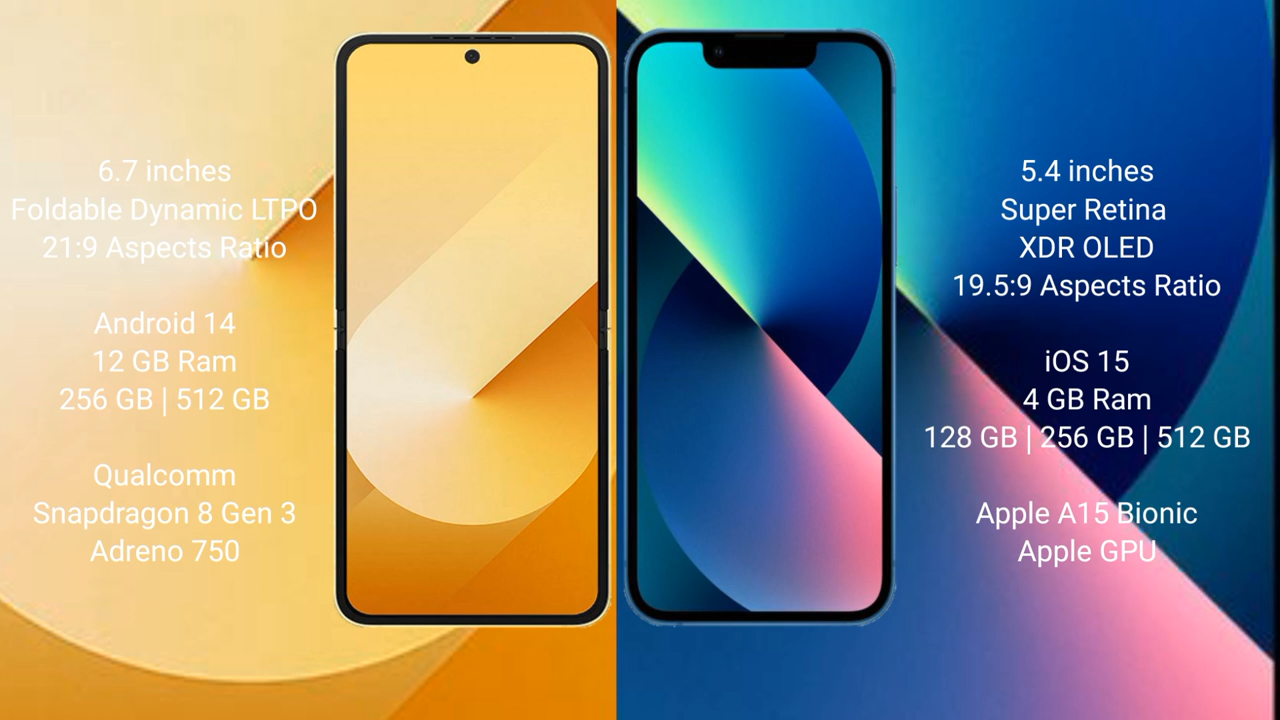 6.7 inches
Foldable Dynamic LTPO
21:9 Aspects Ratio
Android 14
12 GB Ram
256 GB | 512 GB
Qualcomm
Snapdragon 8 Gen 3
Adreno 750
5.4 inches
Super Retina
XDR OLED
19.5:9 Aspects Ratio
iOS 15
4 GB Ram
128 GB | 256 GB | 512 GB
Apple A15 Bionic
Apple GPU